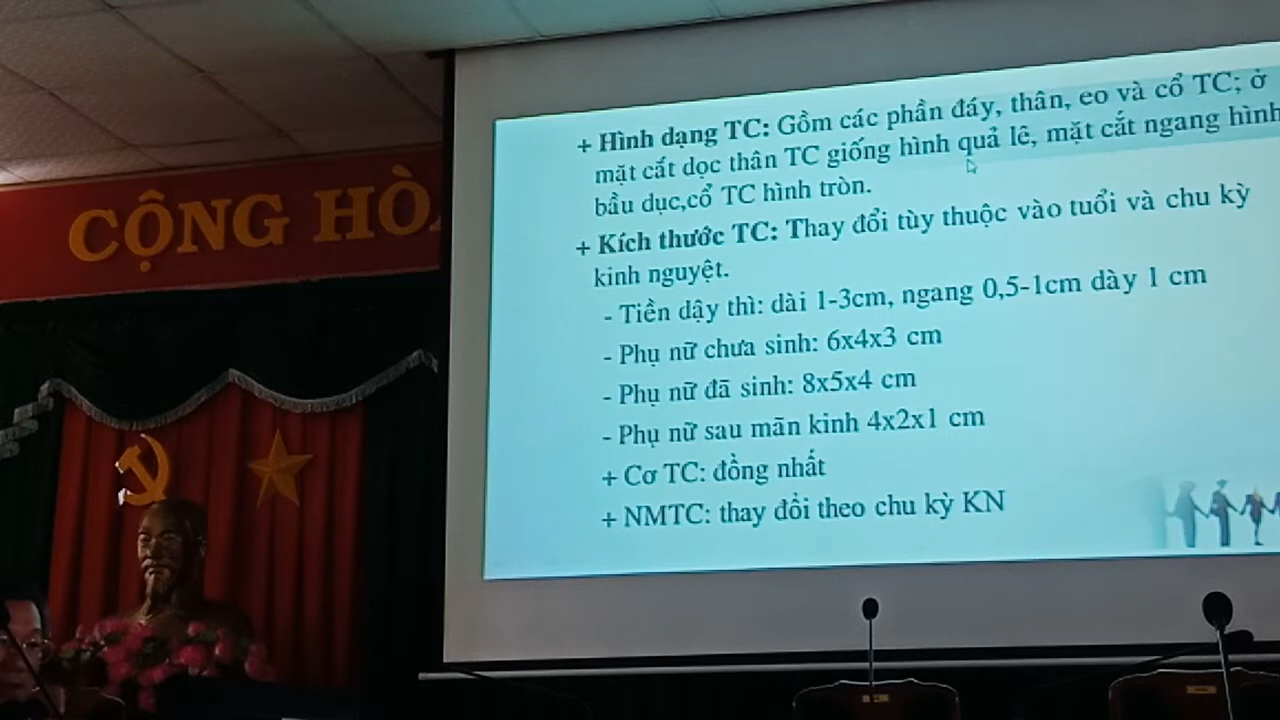 CỘNG HÒA
+ Hình dạng TC: Gồm các phần đáy, thân, eo và cổ TC; ở
mặt cắt dọc thân TC giống hình quả lê, mặt cắt ngang hình
bầu dục,cổ TC hình tròn.
+ Kích thước TC: Thay đổi tùy thuộc vào tuổi và chu kỳ
kinh nguyệt.
- Tiền dậy thì: dài 1-3cm, ngang 0,5-1cm dày 1 cm
- Phụ nữ chưa sinh: 6x4x3 cm
- Phụ nữ đã sinh: 8x5x4 cm
- Phụ nữ sau mãn kinh 4x2x1 cm
+ Cơ TC: đồng nhất
+ NMTC: thay đổi theo chu kỳ KN